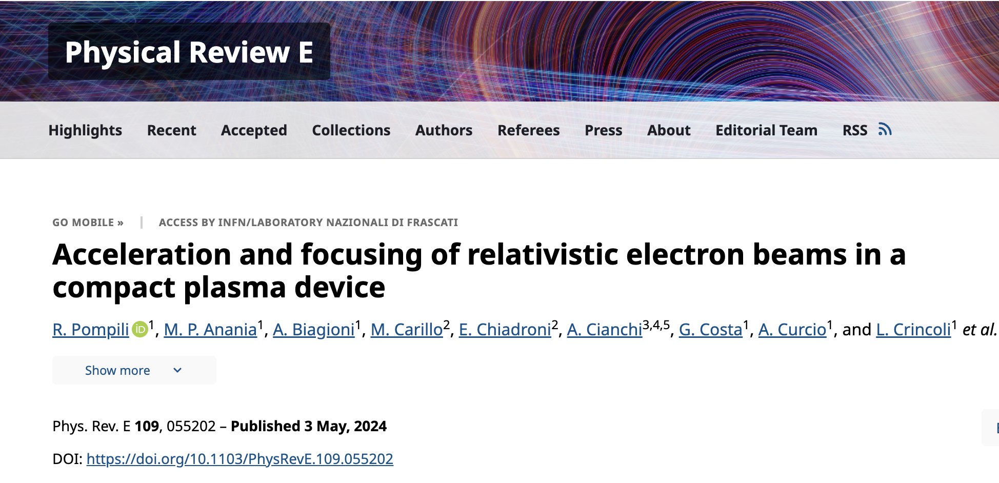 Physical Review E
Highlights Recent Accepted Collections Authors Referees Press About Editorial Team RSS
GO MOBILE » | ACCESS BY INFN/LABORATORY NAZIONALI DI FRASCATI
Acceleration and focusing of relativistic electron beams in a
compact plasma device
R. Pompili iD 1, M. P. Anania1, A. Biagioni1, M. Carillo2, E. Chiadroni2, A. Cianchi3,4,5, G. Costa1, A. Curcio1, and L. Crincoli1 et al.
Show more
Phys. Rev. E 109, 055202 – Published 3 May, 2024
DOI: https://doi.org/10.1103/PhysRevE.109.055202